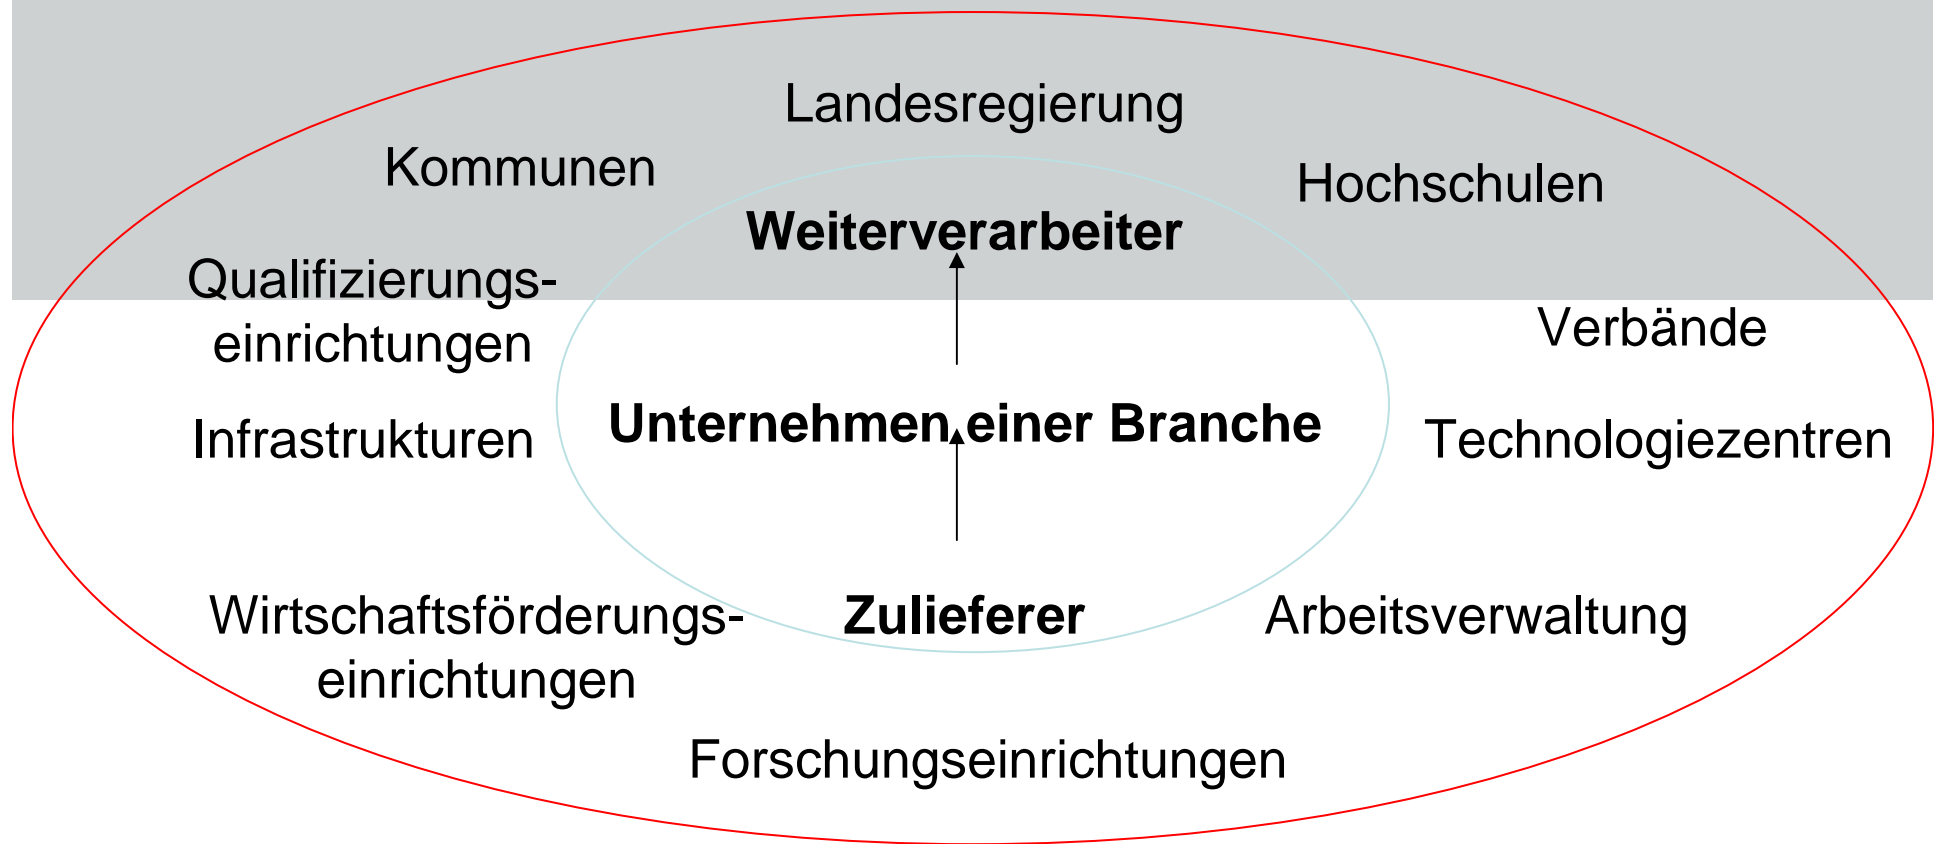 Landesregierung
Kommunen
Hochschulen
Weiterverarbeiter
Qualifizierungs-
einrichtungen
Verbände
Unternehmen einer Branche
Infrastrukturen
Technologiezentren
Wirtschaftsförderungs-
einrichtungen
Zulieferer
Arbeitsverwaltung
Forschungseinrichtungen